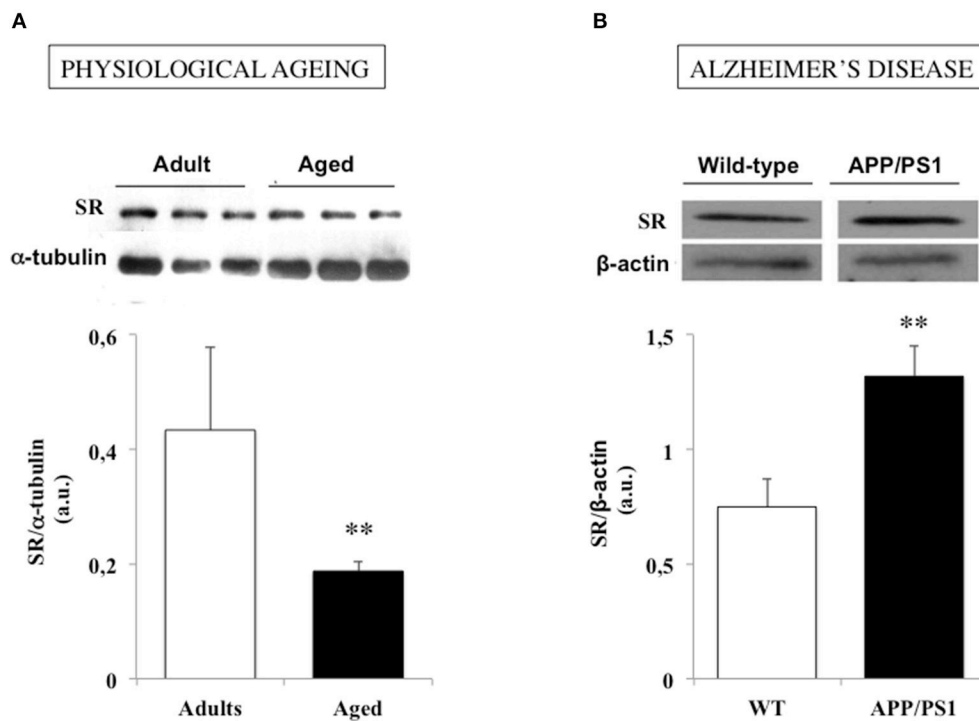 A
PHYSIOLOGICAL AGEING
Adult Aged
SR
α-tubulin
0,6
0,4
0,2
0
SR/α-tubulin
(a.u.)
**
Adults Aged
B
ALZHEIMER'S DISEASE
Wild-type APP/PS1
SR
β-actin
1,5
1
0,5
0
SR/β-actin
(a.u.)
**
WT APP/PS1